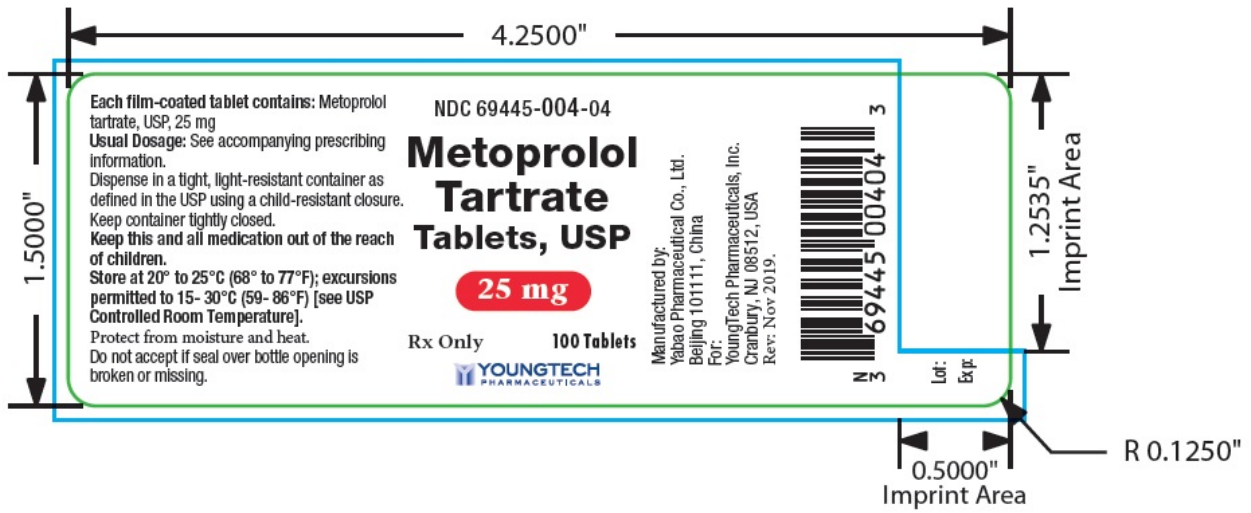 4.2500"
1.5000"
Each film-coated tablet contains: Metoprolol
tartrate, USP, 25 mg
Usual Dosage: See accompanying prescribing
information.
Dispense in a tight, light-resistant container as
defined in the USP using a child-resistant closure.
Keep container tightly closed.
Keep this and all medication out of the reach
of children.
Store at 20° to 25°C (68° to 77°F); excursions
permitted to 15- 30°C (59- 86°F) [see USP
Controlled Room Temperature].
Protect from moisture and heat.
Do not accept if seal over bottle opening is
broken or missing.
NDC 69445-004-04
Metoprolol
Tartrate
Tablets, USP
25 mg
Rx Only 100 Tablets
YOUNGTECH
PHARMACEUTICALS
Manufactured by:
Yabao Pharmaceutical Co., Ltd.
Beijing 101111, China
For:
YoungTech Pharmaceuticals, Inc.
Cranbury, NJ 08512, USA
Rev: Nov 2019.
N
3 69445 00404 3
Lot:
Exp:
1.2535"
Imprint Area
0.5000"
Imprint Area
R 0.1250"